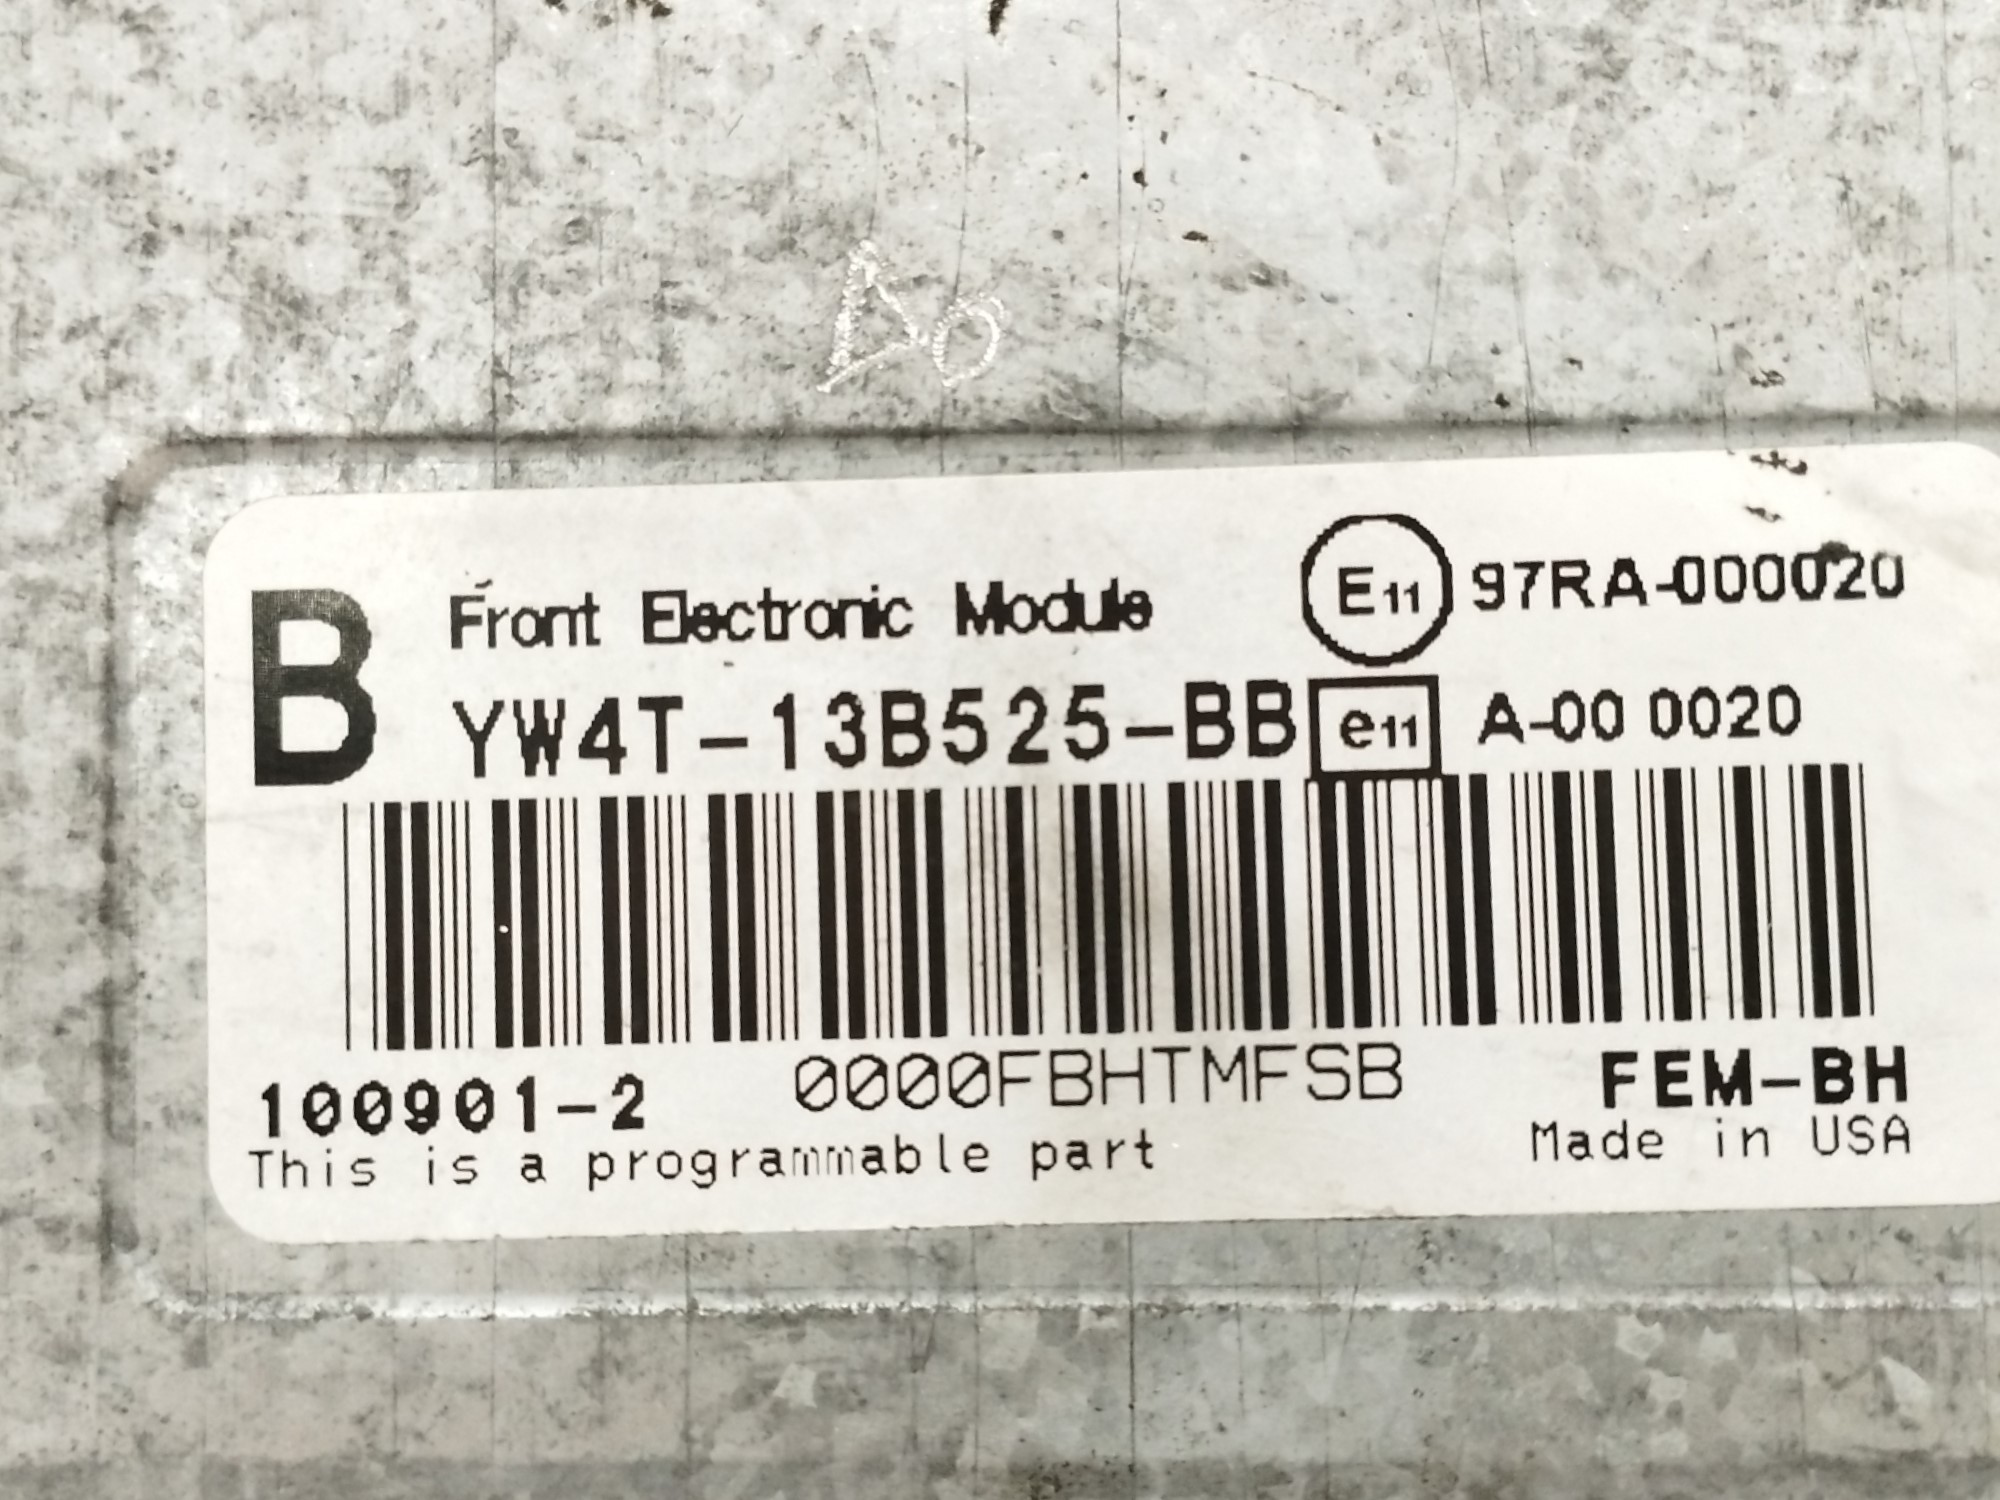 B
Front Electronic Module
E11 97RA-000020
YW4T-13B525-BB
e11 A-00 0020
0000FBHTMFSB
100901-2
FEM-BH
This is a programmable part
Made in USA